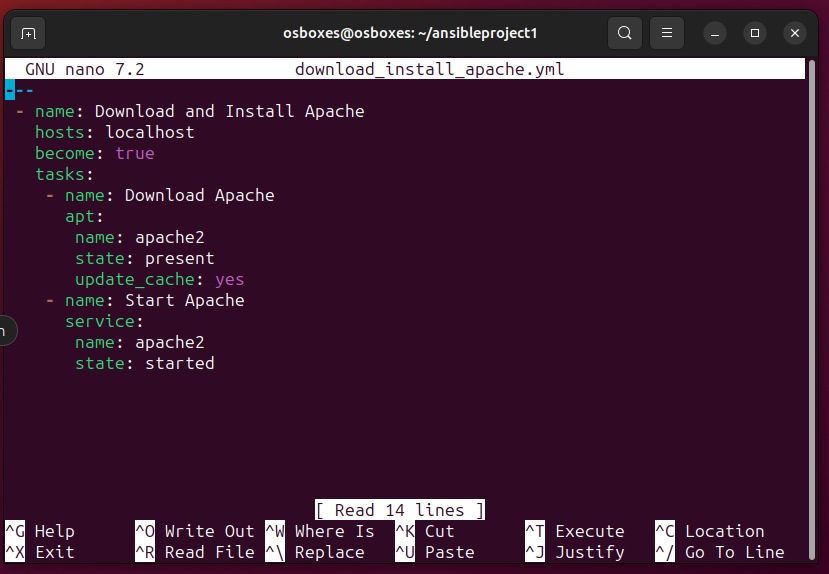 osboxes@osboxes: ~/ansibleproject1
GNU nano 7.2 download_install_apache.yml
---
 - name: Download and Install Apache
   hosts: localhost
   become: true
   tasks:
    - name: Download Apache
      apt:
       name: apache2
       state: present
       update_cache: yes
    - name: Start Apache
      service:
       name: apache2
       state: started
[ Read 14 lines ]
^G Help ^O Write Out ^W Where Is ^K Cut ^T Execute ^C Location
^X Exit ^R Read File ^\ Replace ^U Paste ^J Justify ^/ Go To Line